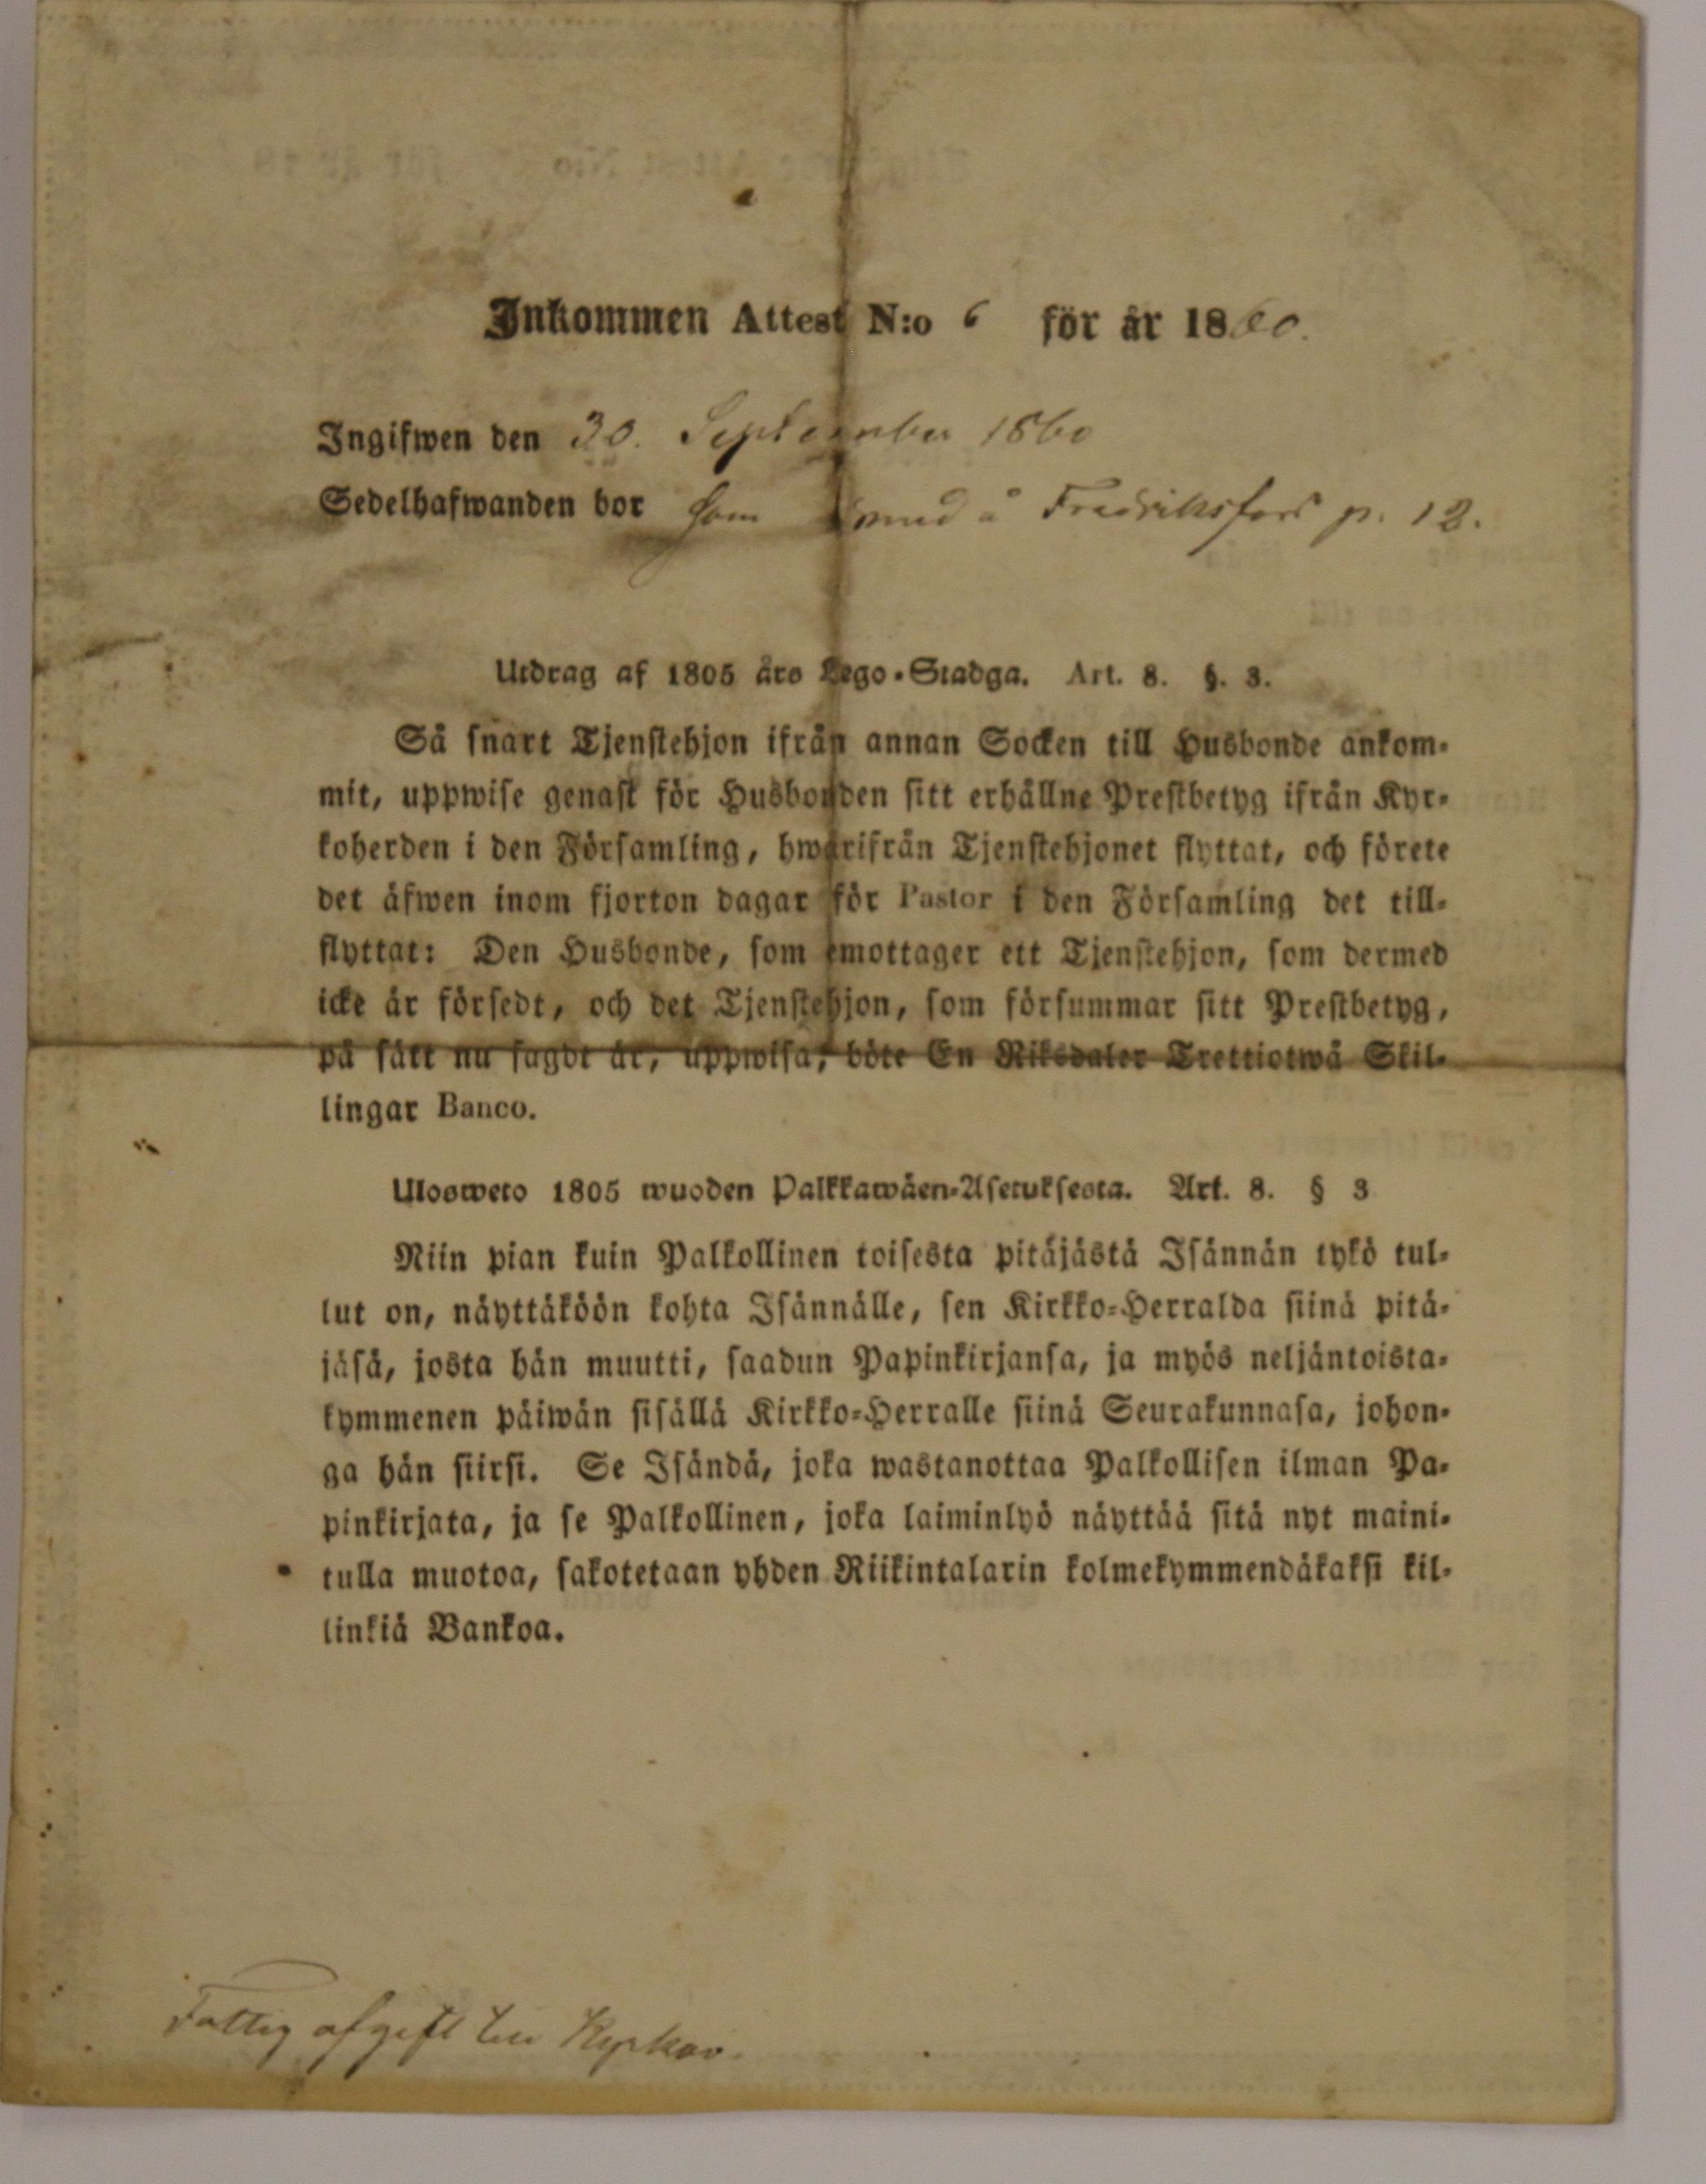 Inkommen Attest N:o 6 för år 1860.
Ingifwen den 30. September 1860
Sedelhafwanden bor som Smed å Fredriksfors p. 12.
Utdrag af 1805 års Lego-Stadga. Art. 8. §. 3.
Så snart Tjenstehjon ifrån annan Socken till Husbonde ankom-
mit, uppwise genast för Husbonden sitt erhållne Prestbetyg ifrån Kyr-
koherden i den Församling, hwarifrån Tjenstehjonet flyttat, och förete
det äfwen inom fjorton dagar för Pastor i den Församling det till-
flyttat: Den Husbonde, som emottager ett Tjenstehjon, som dermed
icke är försedt, och det Tjenstehjon, som försummar sitt Prestbetyg,
på sätt nu sagdt är, uppwisa, böte En Riksdaler Trettiotwå Skil-
lingar Banco.
Ulosweto 1805 wuoden Palkkawäen-Asetuksesta. Art. 8. § 3
Niin pian kuin Palkollinen toisesta pitäjästä Isännän tykö tul-
lut on, näyttäköön kohta Isännälle, sen Kirkko-Herralda siinä pitä-
jäsä, josta hän muutti, saadun Papinkirjansa, ja myös neljäntoista-
kymmenen päiwän sisällä Kirkko-Herralle siinä Seurakunnasa, johon-
ga hän siirsi. Se Isändä, joka wastanottaa Palkollisen ilman Pa-
pinkirjata, ja se Palkollinen, joka laiminlyö näyttää sitä nyt maini-
tulla muotoa, sakotetaan yhden Riikintalarin kolmekymmendäkaksi kil-
linkiä Bankoa.
Fattig afgift till